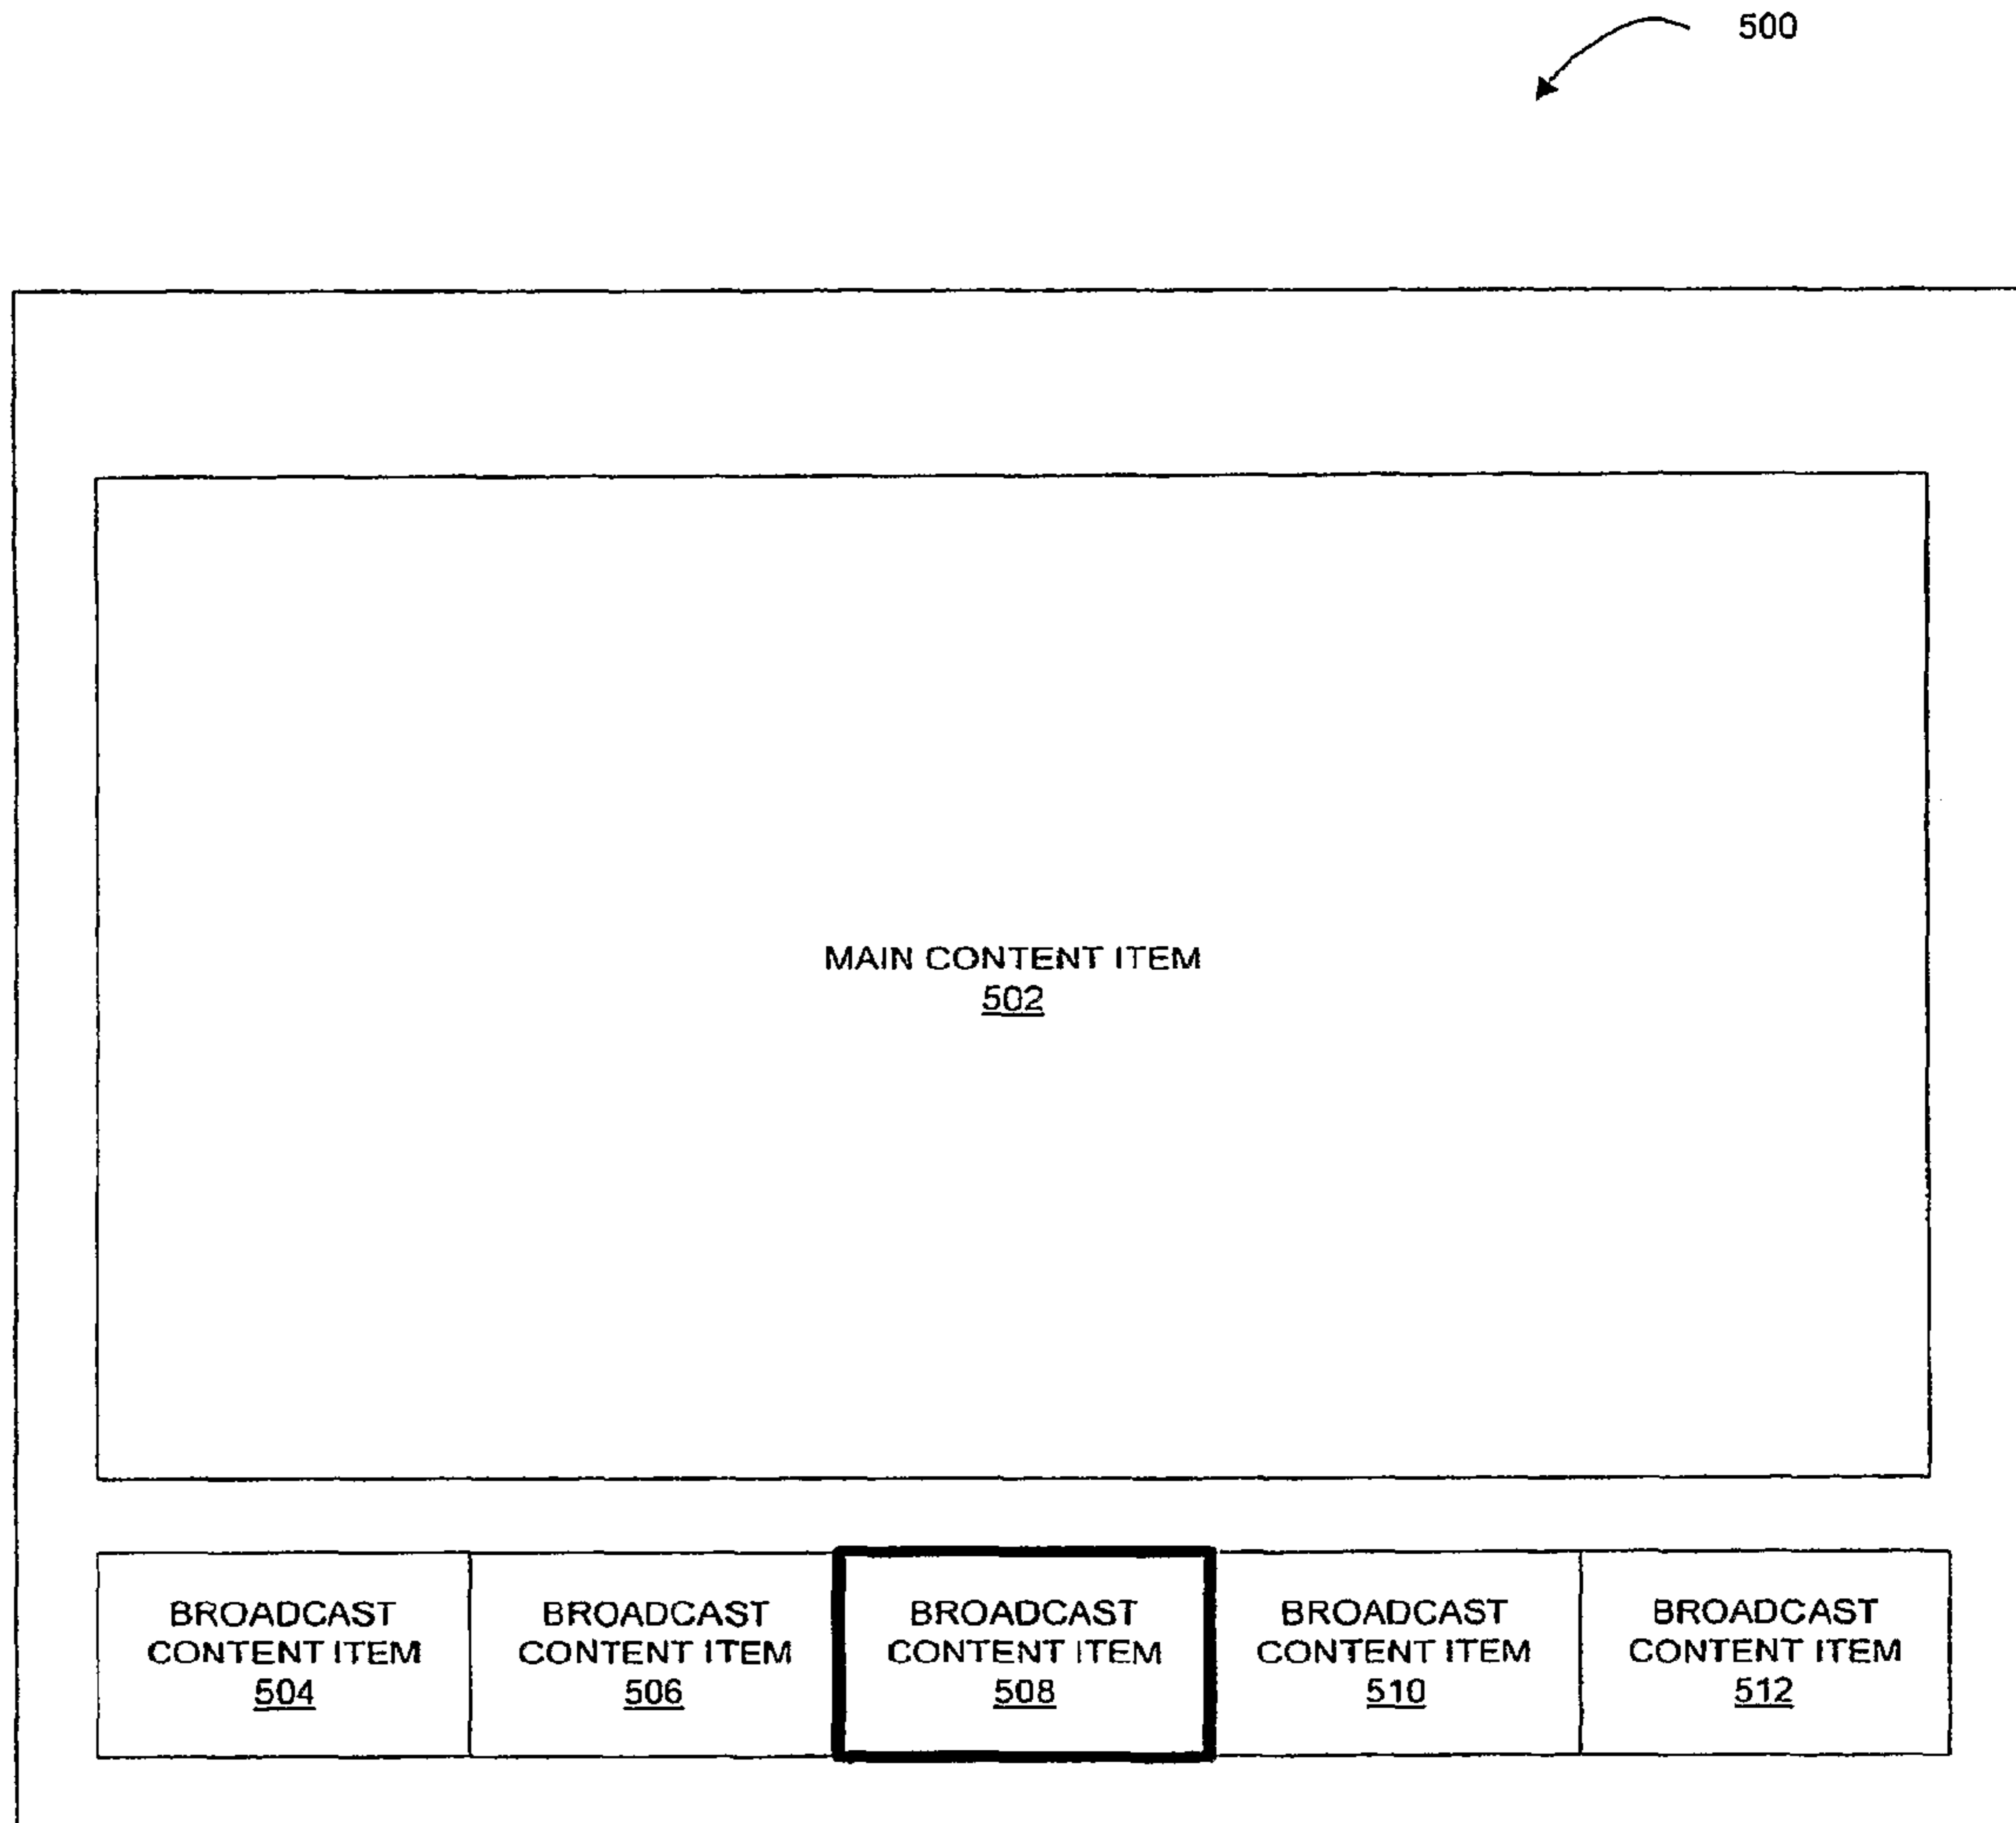 500
MAIN CONTENT ITEM
502
BROADCAST
CONTENT ITEM
504
BROADCAST
CONTENT ITEM
506
BROADCAST
CONTENT ITEM
508
BROADCAST
CONTENT ITEM
510
BROADCAST
CONTENT ITEM
512